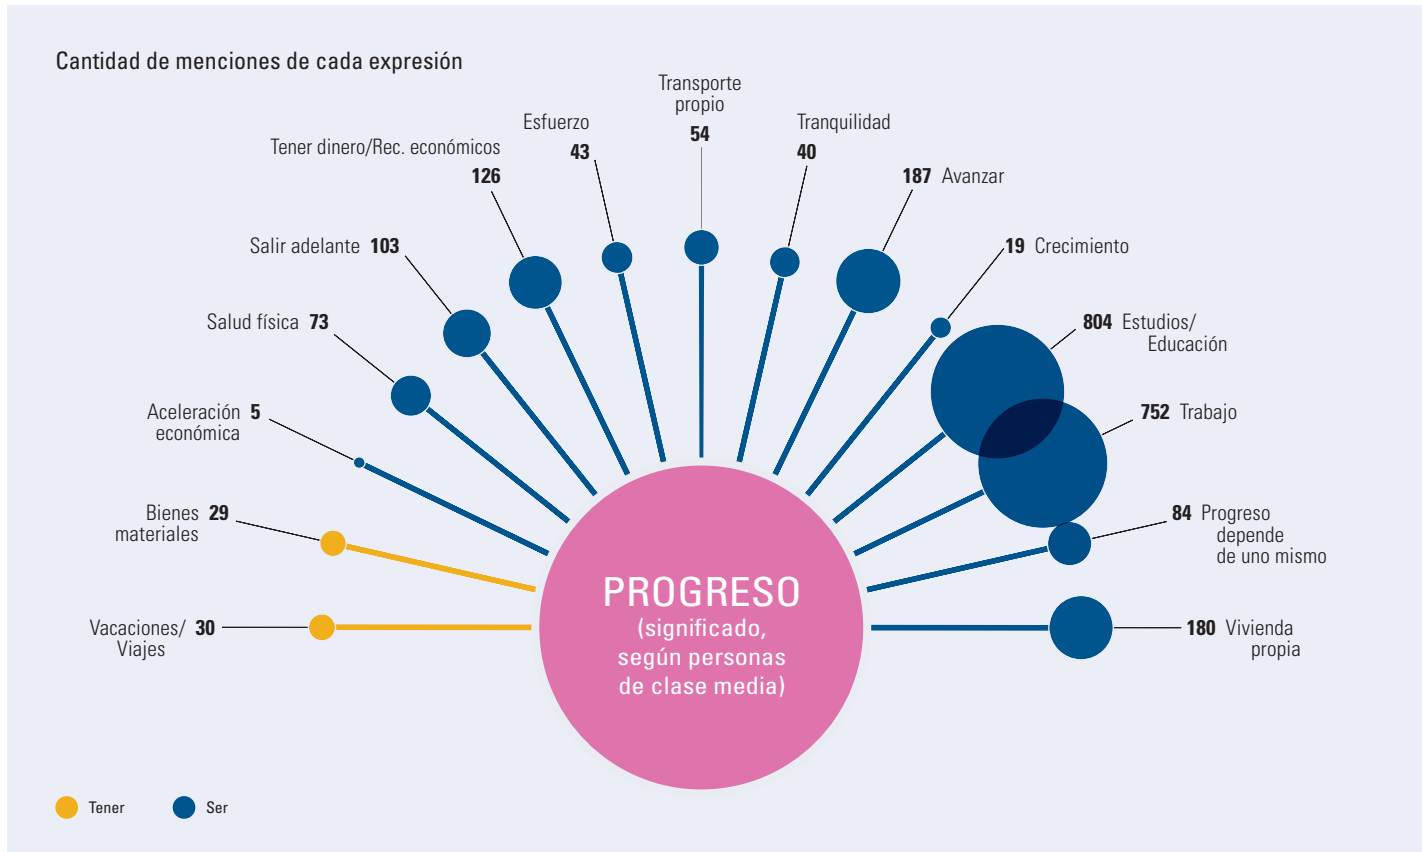 Cantidad de menciones de cada expresión
Transporte
propio
54
Esfuerzo
43
Tranquilidad
40
Tener dinero/Rec. económicos
126
187 Avanzar
Salir adelante 103
19 Crecimiento
Salud física 73
804 Estudios/
Educación
Aceleración 5
económica
752 Trabajo
Bienes 29
materiales
84 Progreso
depende
de uno mismo
Vacaciones/ 30
Viajes
180 Vivienda
propia
PROGRESO
(significado,
según personas
de clase media)
Tener
Ser